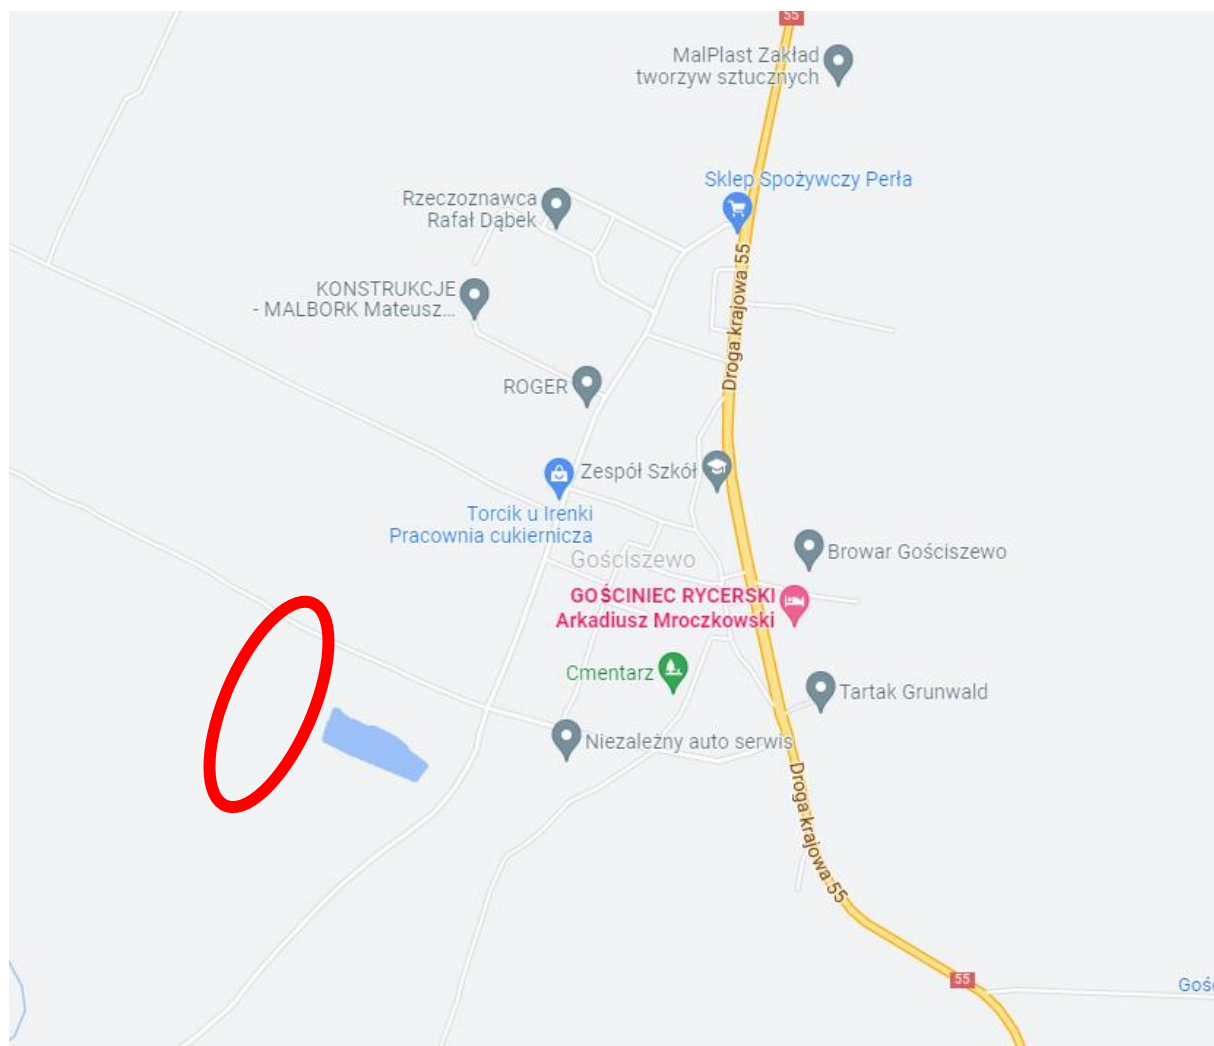 55
MalPlast Zakład
tworzyw sztucznych
Sklep Spożywczy Perła
Rzeczoznawca
Rafał Dąbek
Droga krajowa 55
KONSTRUKCJE
- MALBORK Mateusz...
ROGER
Zespół Szkół
Torcik u Irenki
Pracownia cukiernicza
Gościszewo
Browar Gościszewo
GOŚCINIEC RYCERSKI
Arkadiusz Mroczkowski
Cmentarz
Tartak Grunwald
Niezależny auto serwis
Droga krajowa 55
55
Gość